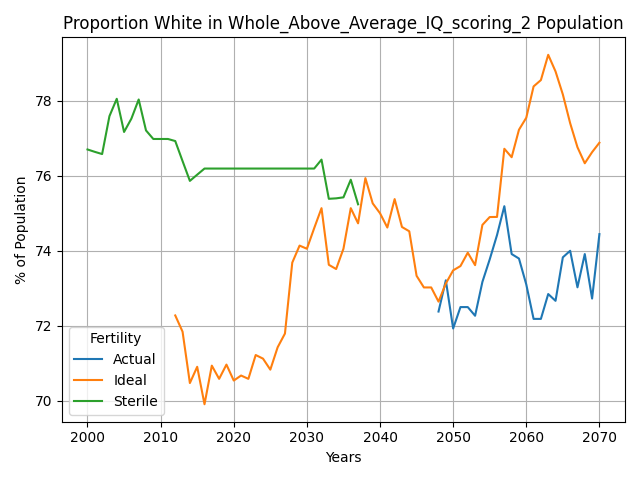 Proportion White in Whole_Above_Average_IQ_scoring_2 Population
% of Population
78
76
74
72
70
Fertility
Actual
Ideal
Sterile
2000 2010 2020 2030 2040 2050 2060 2070
Years